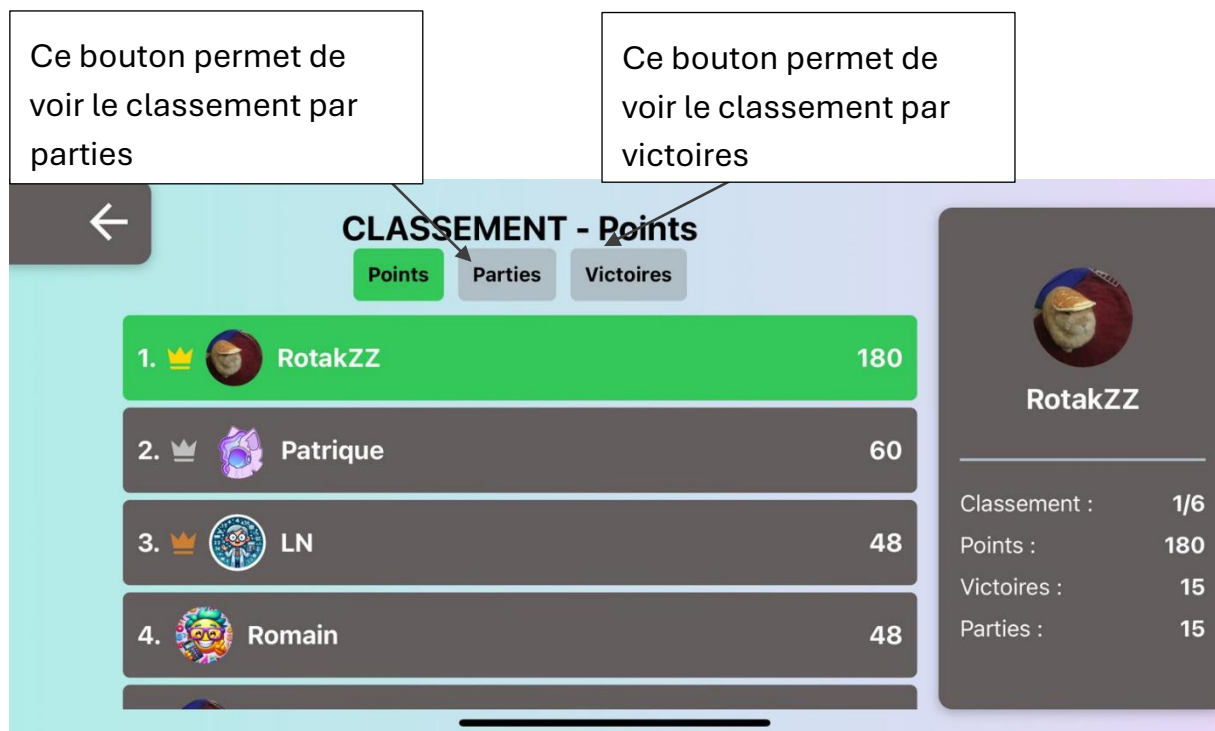 Ce bouton permet de
voir le classement par
parties
Ce bouton permet de
voir le classement par
victoires
CLASSEMENT - Points
Points Parties Victoires
1. RotakZZ 180
2. Patrique 60
3. LN 48
4. Romain 48
RotakZZ
Classement : 1/6
Points : 180
Victoires : 15
Parties : 15